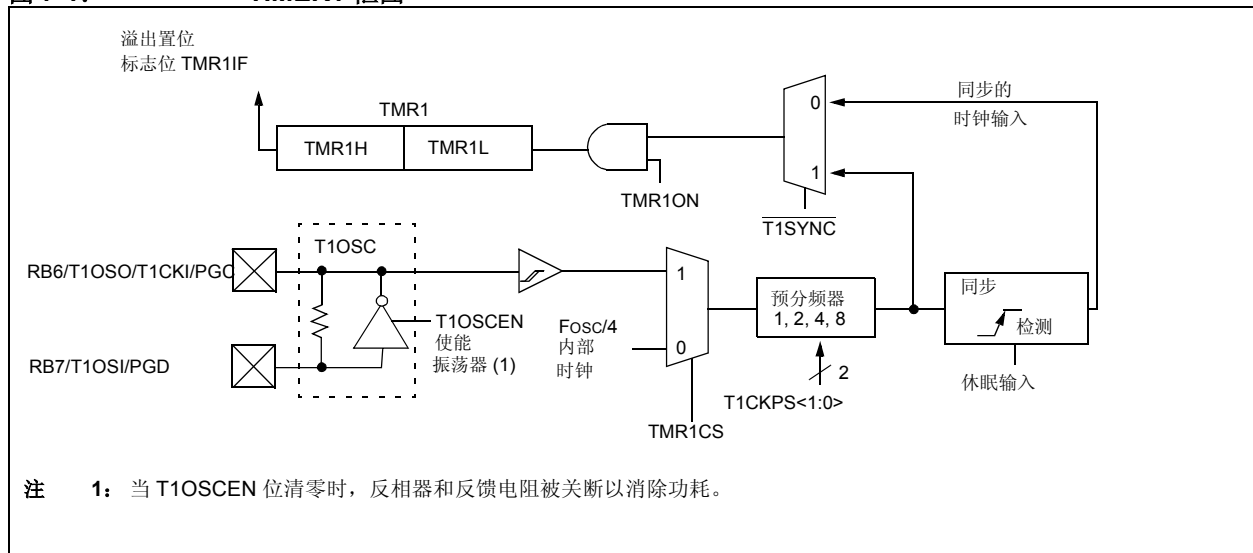 溢出置位
标志位 TMR1IF
TMR1
TMR1H
TMR1L
TMR1ON
0
1
T1SYNC
同步的
时钟输入
RB6/T1OSO/T1CKI/PGC
RB7/T1OSI/PGD
T1OSC
T1OSCEN
使能
振荡器 (1)
FOSC/4
内部
时钟
1
0
TMR1CS
预分频器
1, 2, 4, 8
2
T1CKPS<1:0>
同步
检测
休眠输入
注 1: 当 T1OSCEN 位清零时，反相器和反馈电阻被关断以消除功耗。